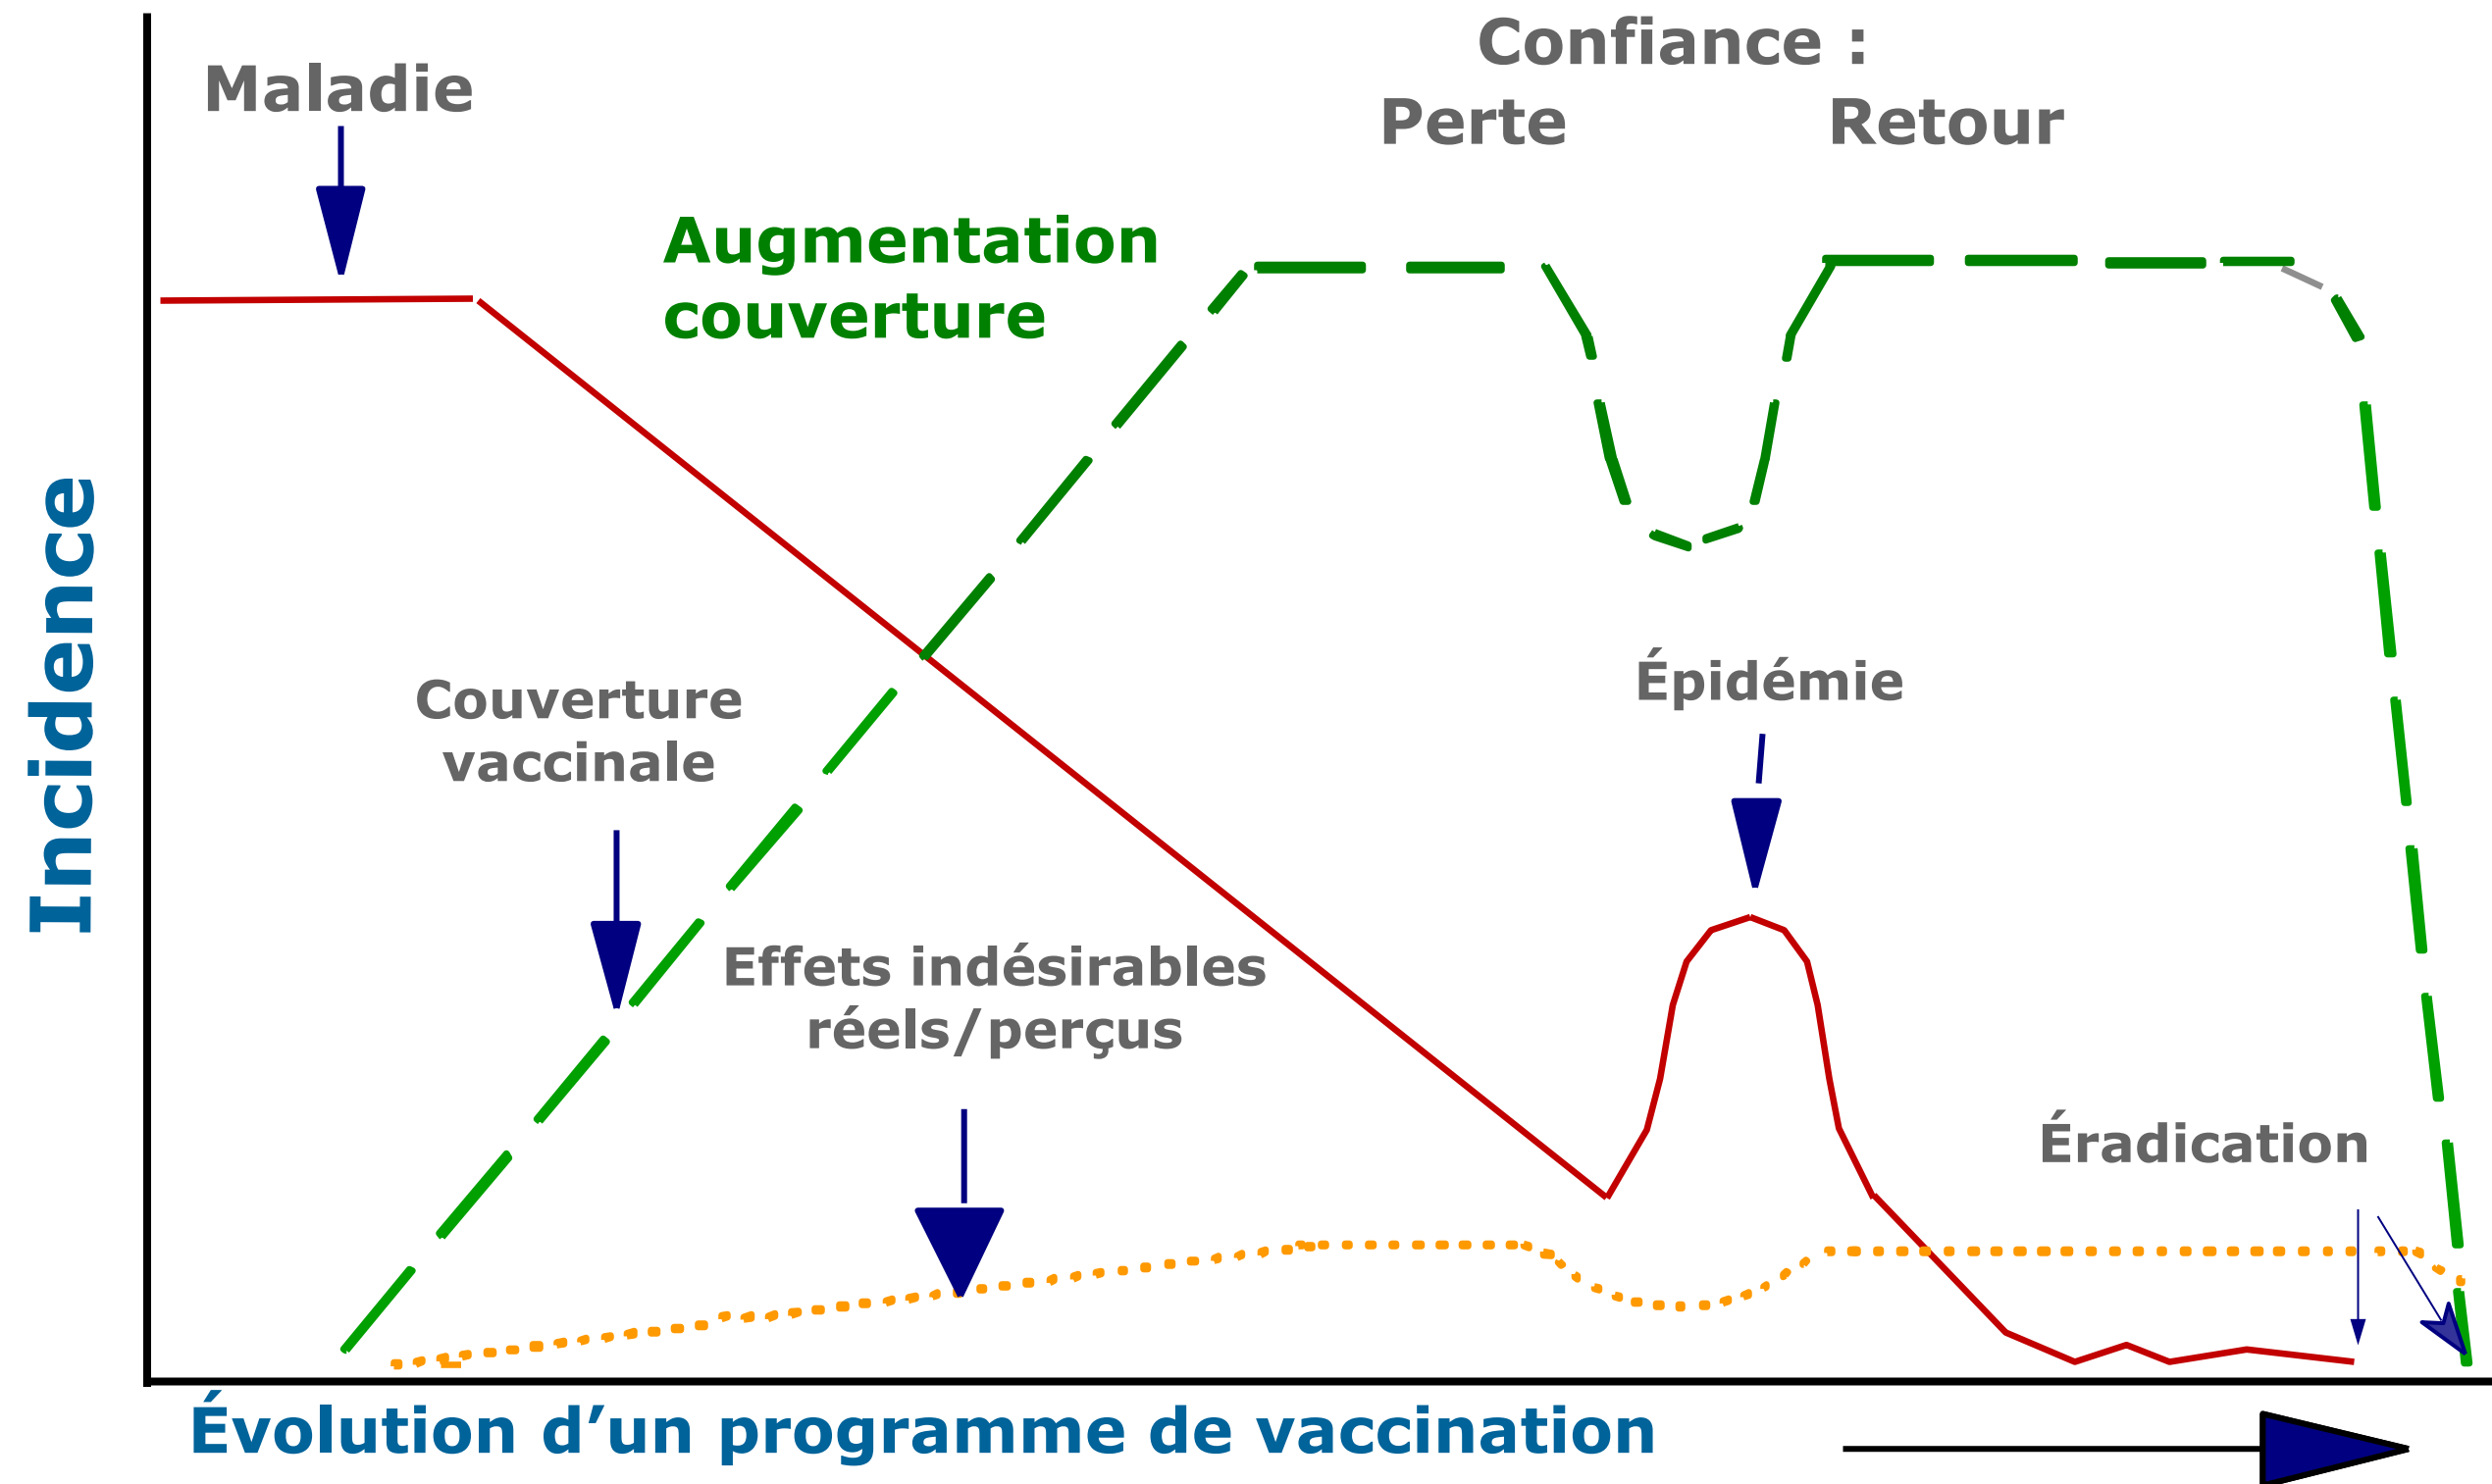 Maladie
Confiance :
Perte
Retour
Augmentation
couverture
Incidence
Couverture
vaccinale
Épidémie
Effets indésirables
réels/perçus
Éradication
Évolution d’un programme de vaccination